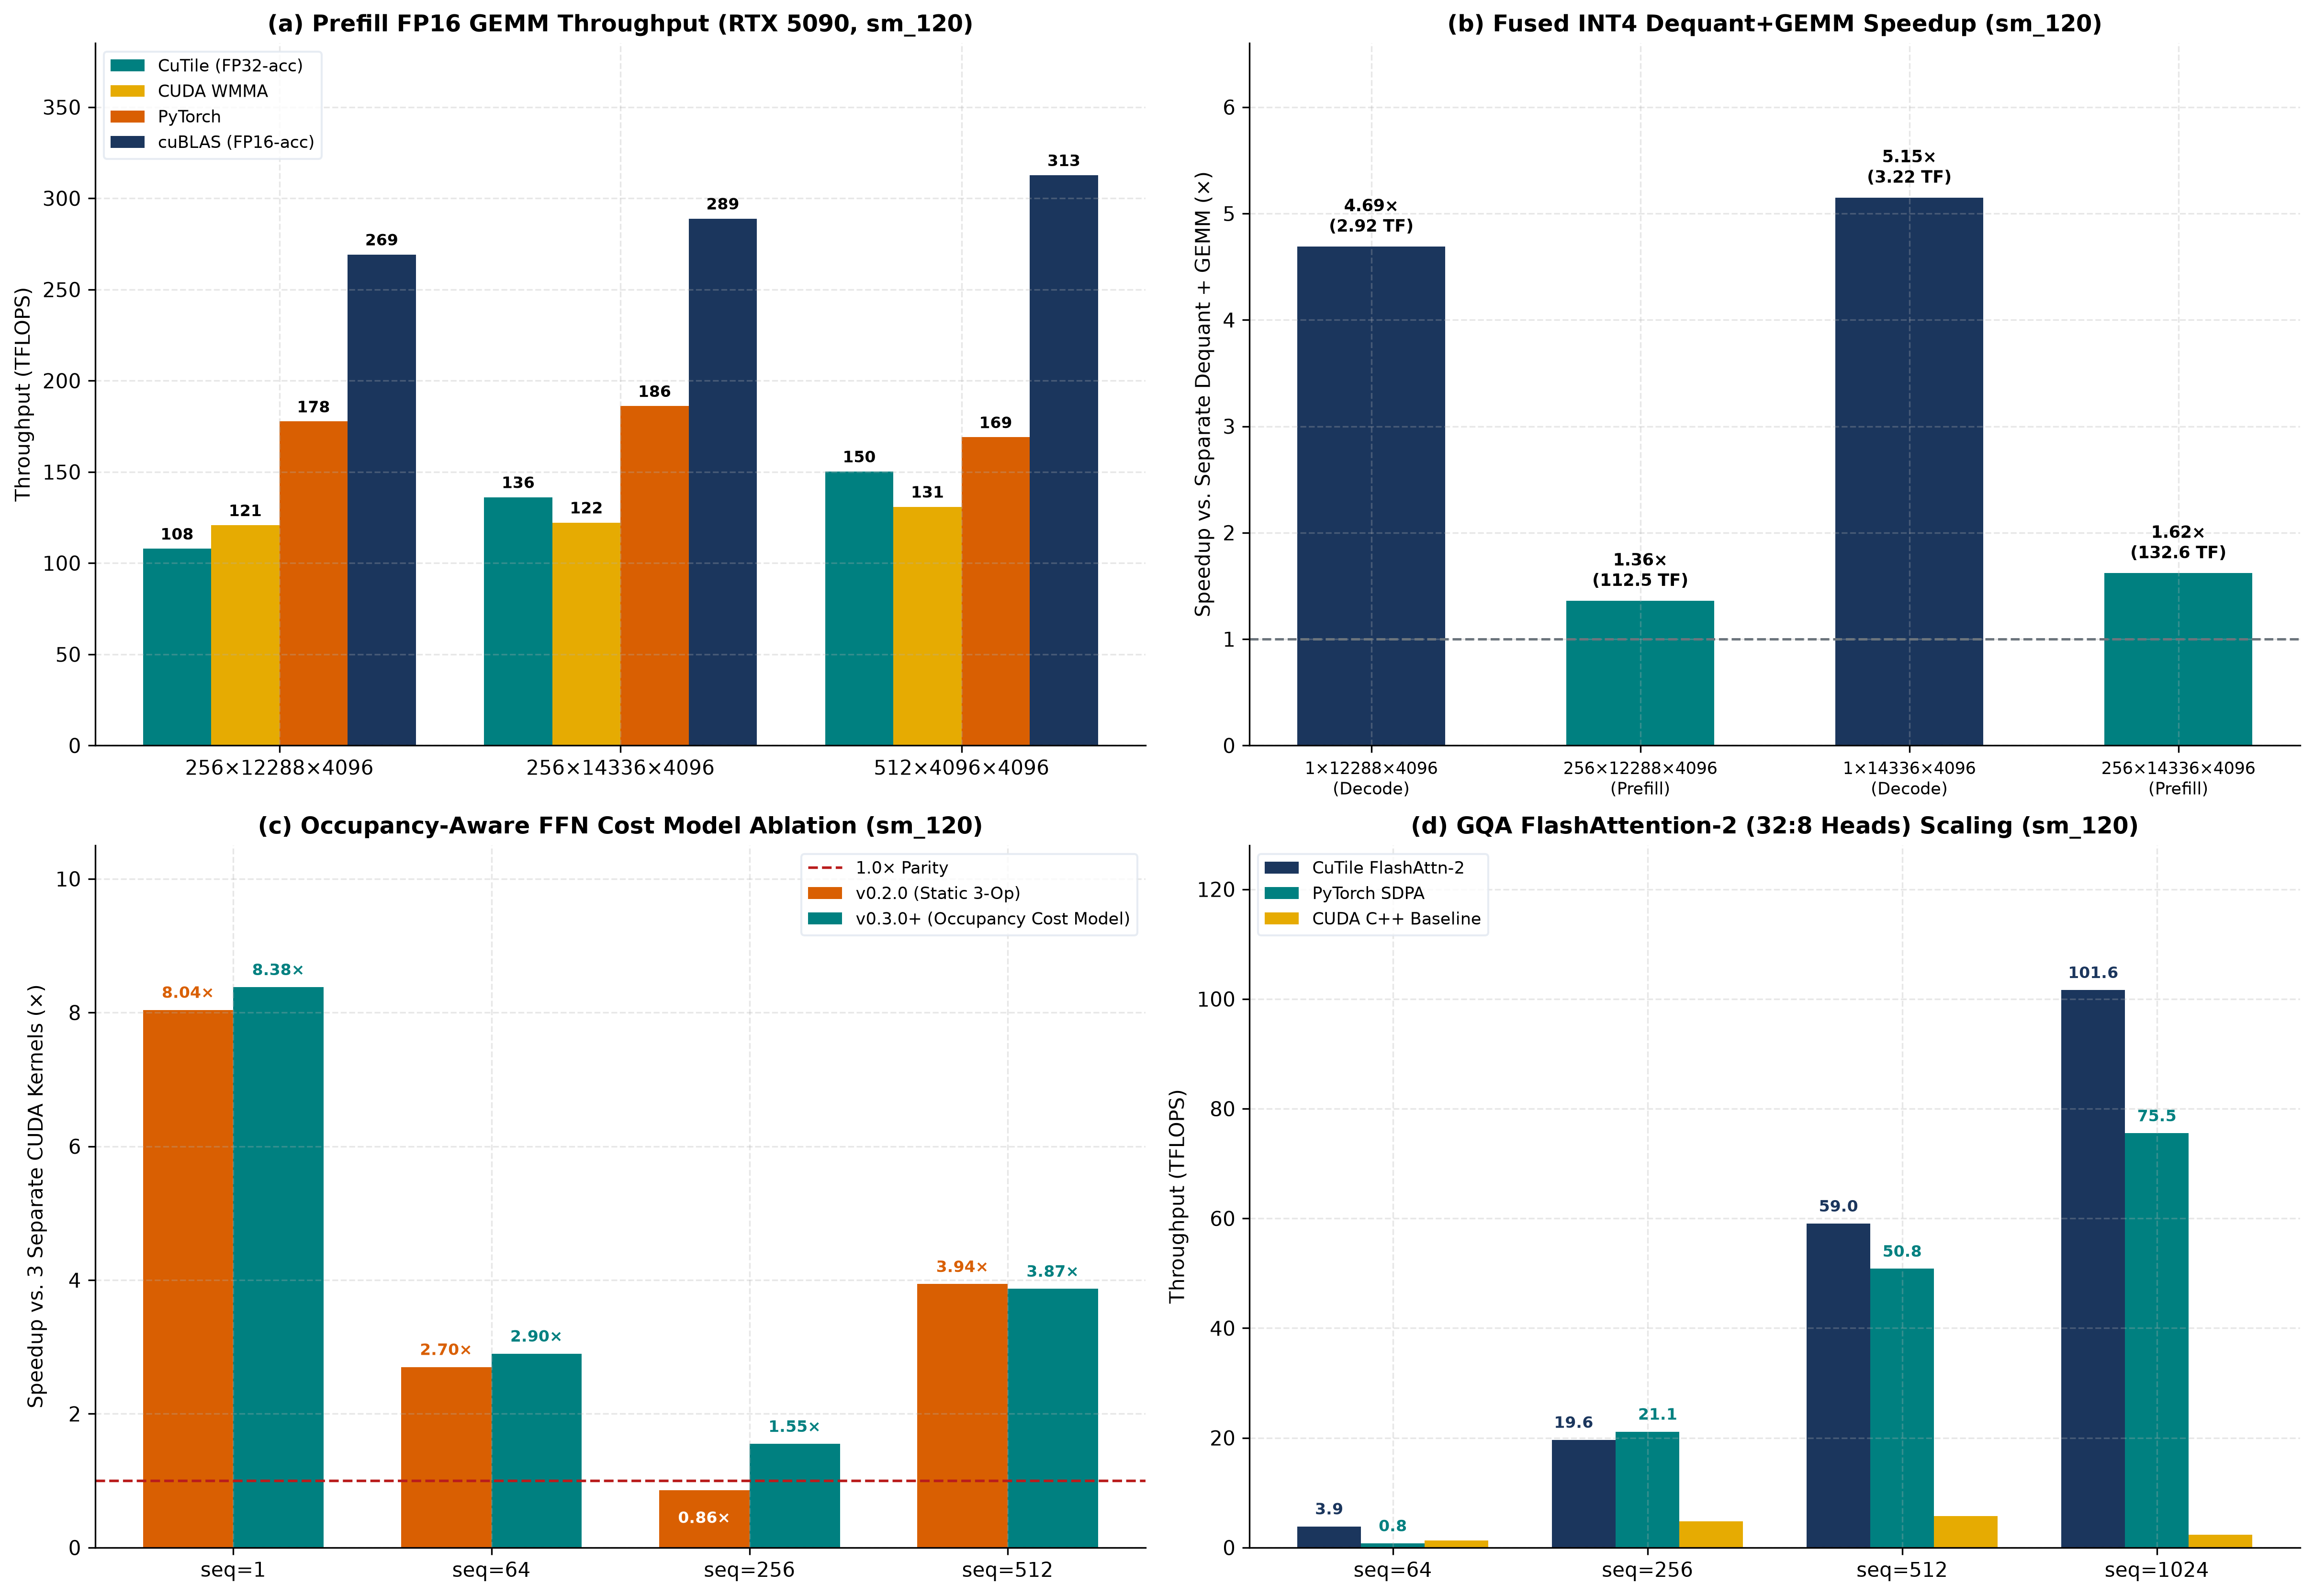 (a) Prefill FP16 GEMM Throughput (RTX 5090, sm_120)
CuTile (FP32-acc)
CUDA WMMA
PyTorch
cuBLAS (FP16-acc)
Throughput (TFLOPS)
350
300
250
200
150
100
50
0
108
121
178
269
136
122
186
289
150
131
169
313
256×12288×4096
256×14336×4096
512×4096×4096
(b) Fused INT4 Dequant+GEMM Speedup (sm_120)
Speedup vs. Separate Dequant + GEMM (×)
6
5
4
3
2
1
0
4.69×
(2.92 TF)
1.36×
(112.5 TF)
5.15×
(3.22 TF)
1.62×
(132.6 TF)
1×12288×4096
(Decode)
256×12288×4096
(Prefill)
1×14336×4096
(Decode)
256×14336×4096
(Prefill)
(c) Occupancy-Aware FFN Cost Model Ablation (sm_120)
1.0× Parity
v0.2.0 (Static 3-Op)
v0.3.0+ (Occupancy Cost Model)
Speedup vs. 3 Separate CUDA Kernels (×)
10
8
6
4
2
0
8.04×
8.38×
2.70×
2.90×
0.86×
1.55×
3.94×
3.87×
seq=1
seq=64
seq=256
seq=512
(d) GQA FlashAttention-2 (32:8 Heads) Scaling (sm_120)
CuTile FlashAttn-2
PyTorch SDPA
CUDA C++ Baseline
Throughput (TFLOPS)
120
100
80
60
40
20
0
3.9
0.8
19.6
21.1
59.0
50.8
101.6
75.5
seq=64
seq=256
seq=512
seq=1024